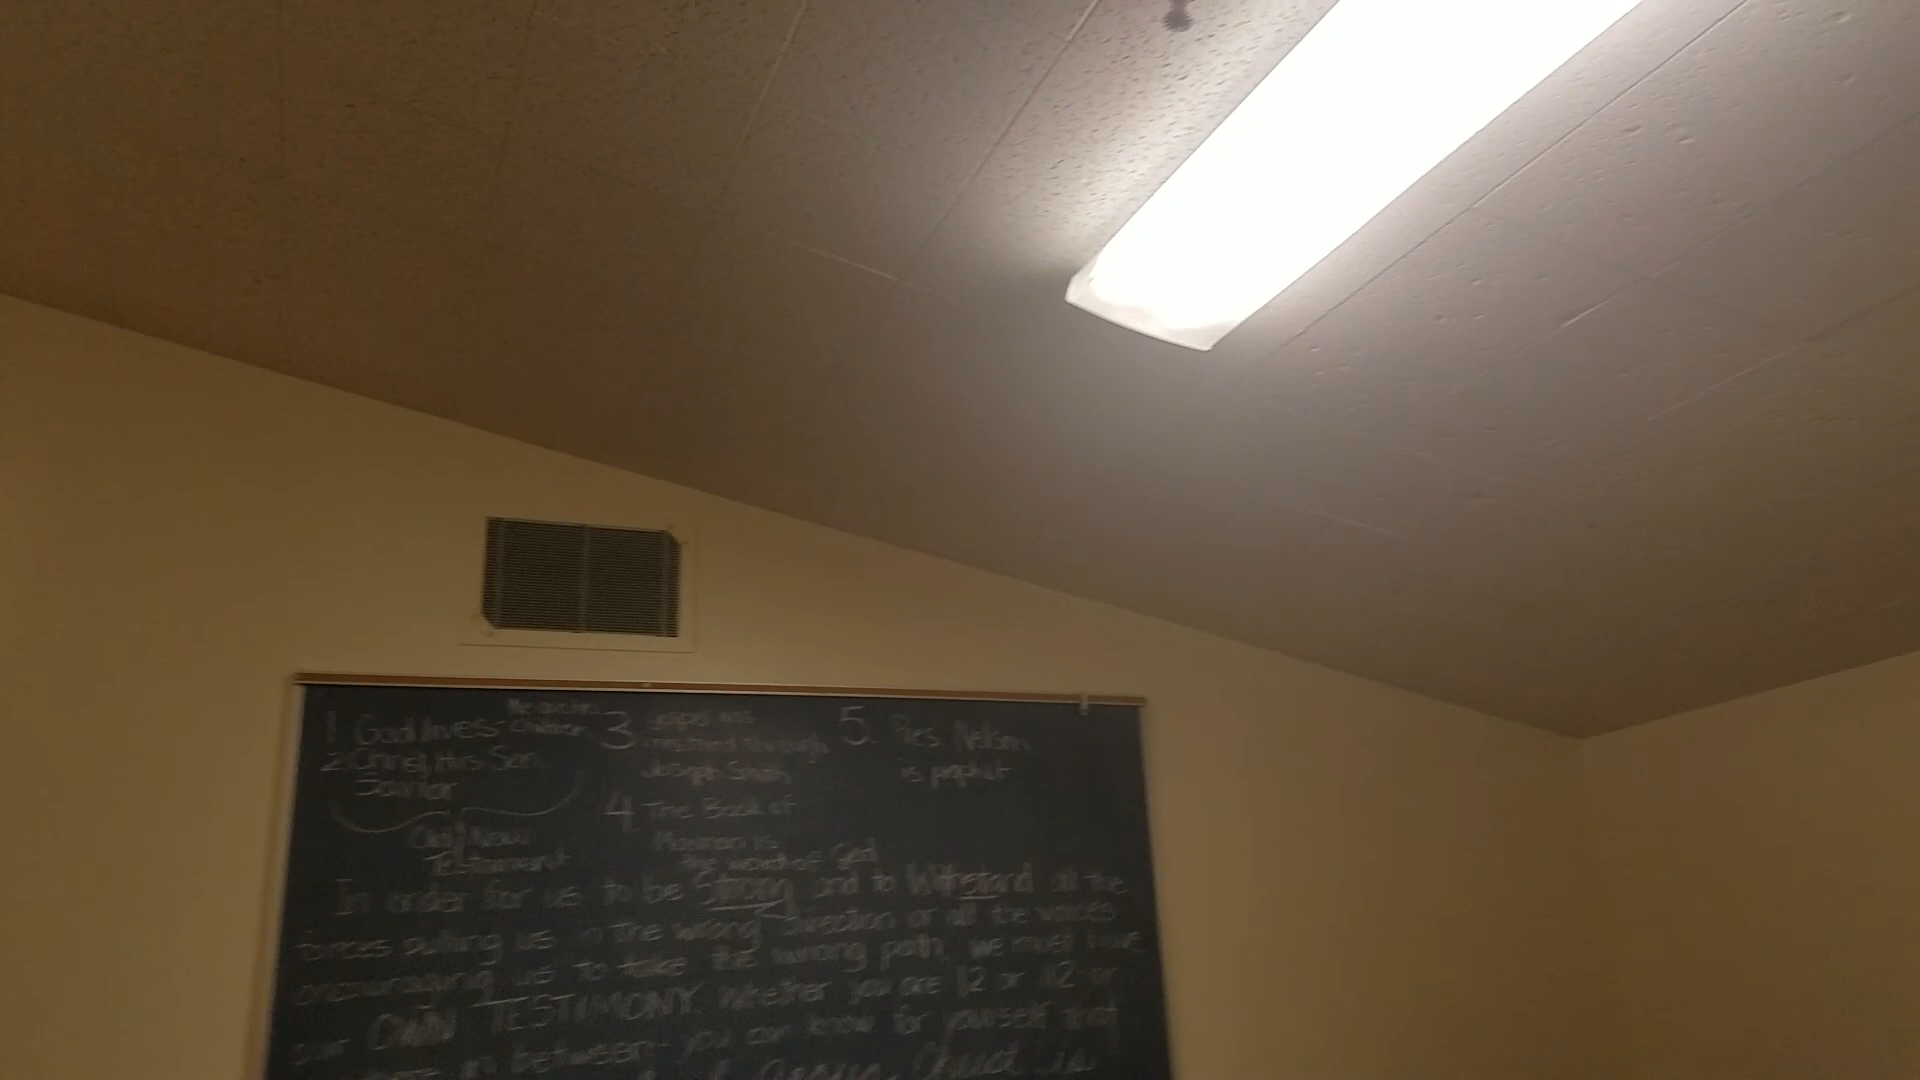 1 God lives-
children
2 Christ, His Son
Savior
Testament
3 Gospel was
restored through
Joseph Smith
4 The Book of
Mormon is
the word of God
5. Pres Nelson
is prophet
In order for us to be Strong and to Withstand all the
forces pulling us in the wrong direction or all the voices
encouraging us to take the wrong path, we must have
our OWN TESTIMONY. Whether you are 12 or 112 or
in between- you can know for yourself that
Christ is